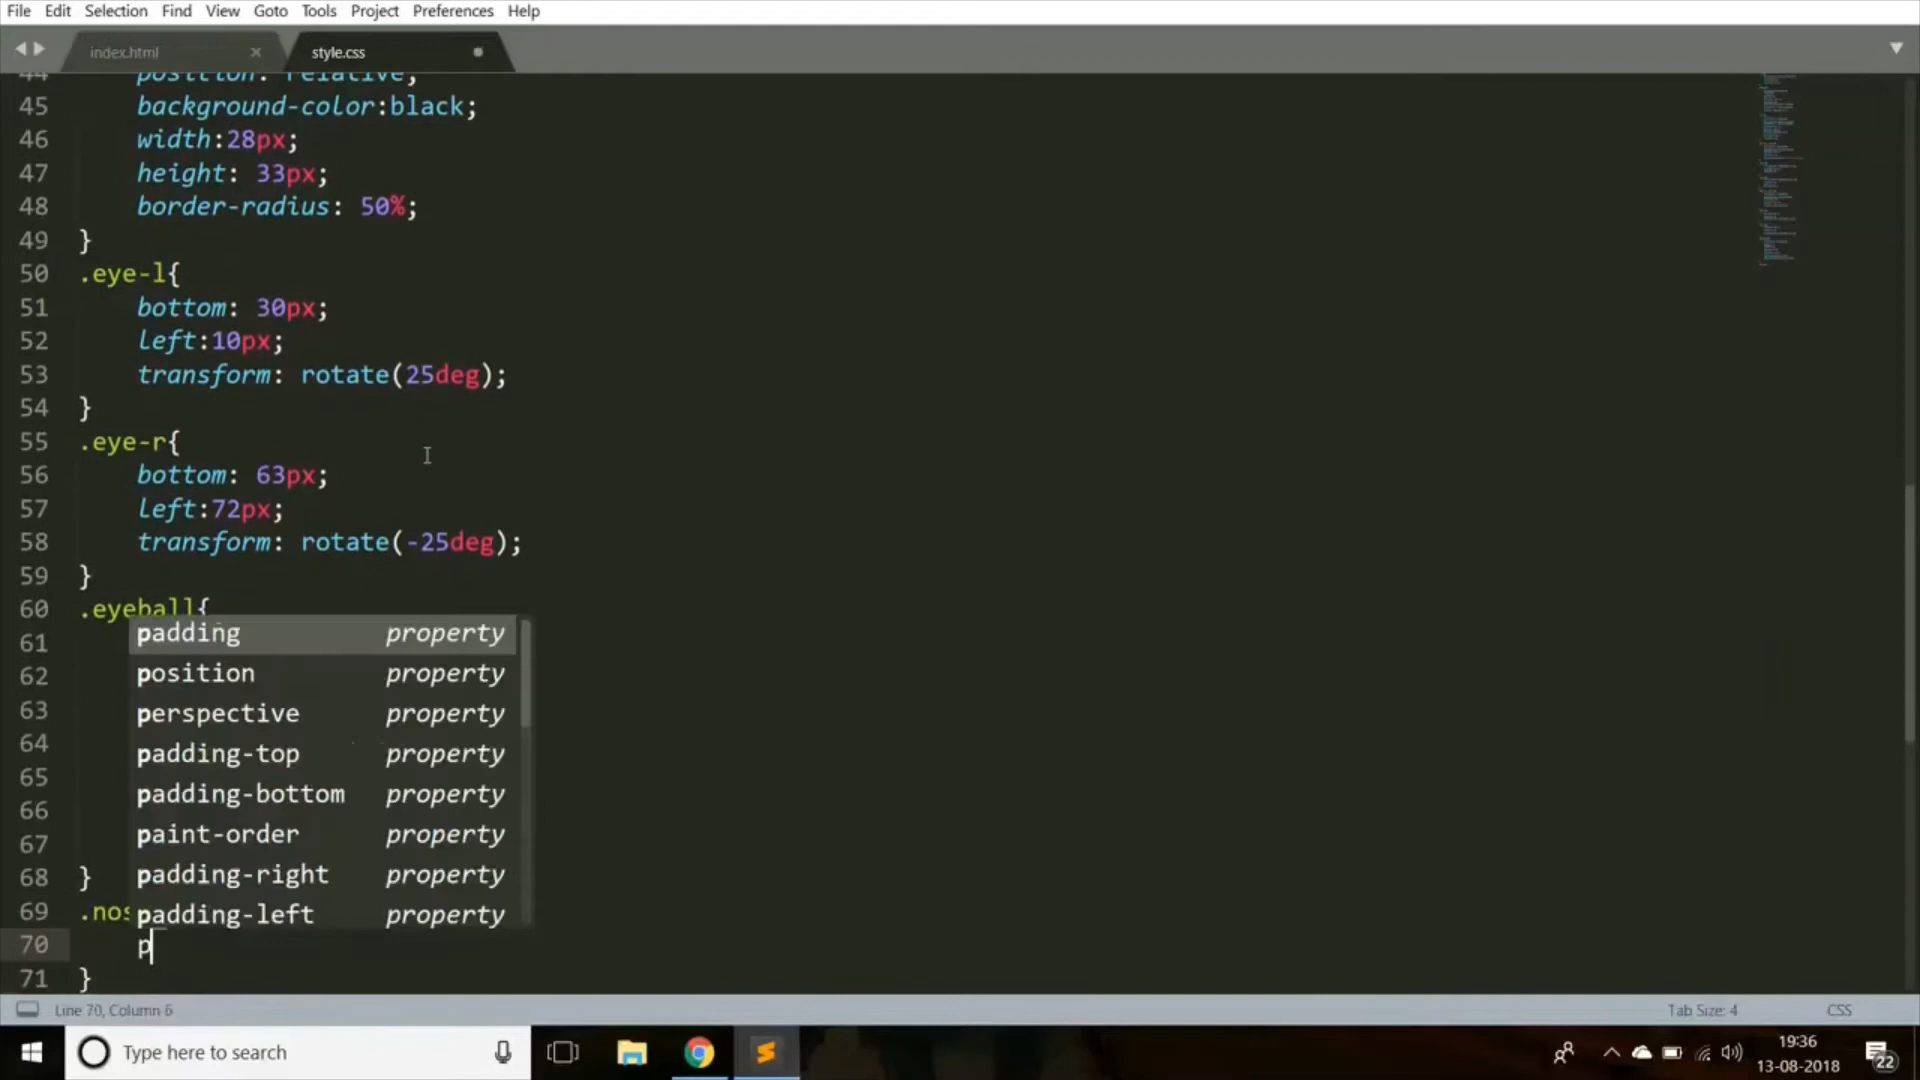 File Edit Selection Find View Goto Tools Project Preferences Help
index.html × style.css
44 position: relative;
45 background-color:black;
46 width:28px;
47 height: 33px;
48 border-radius: 50%;
49 }
50 .eye-l{
51 bottom: 30px;
52 left:10px;
53 transform: rotate(25deg);
54 }
55 .eye-r{
56 bottom: 63px;
57 left:72px;
58 transform: rotate(-25deg);
59 }
60 .eyeball{
61 padding property
62 position property
63 perspective property
64 padding-top property
65 padding-bottom property
66 paint-order property
67
68 } padding-right property
69 .nos padding-left property
70 p
71 }
Line 70, Column 6 Tab Size: 4 CSS
Type here to search
19:36
13-08-2018
22